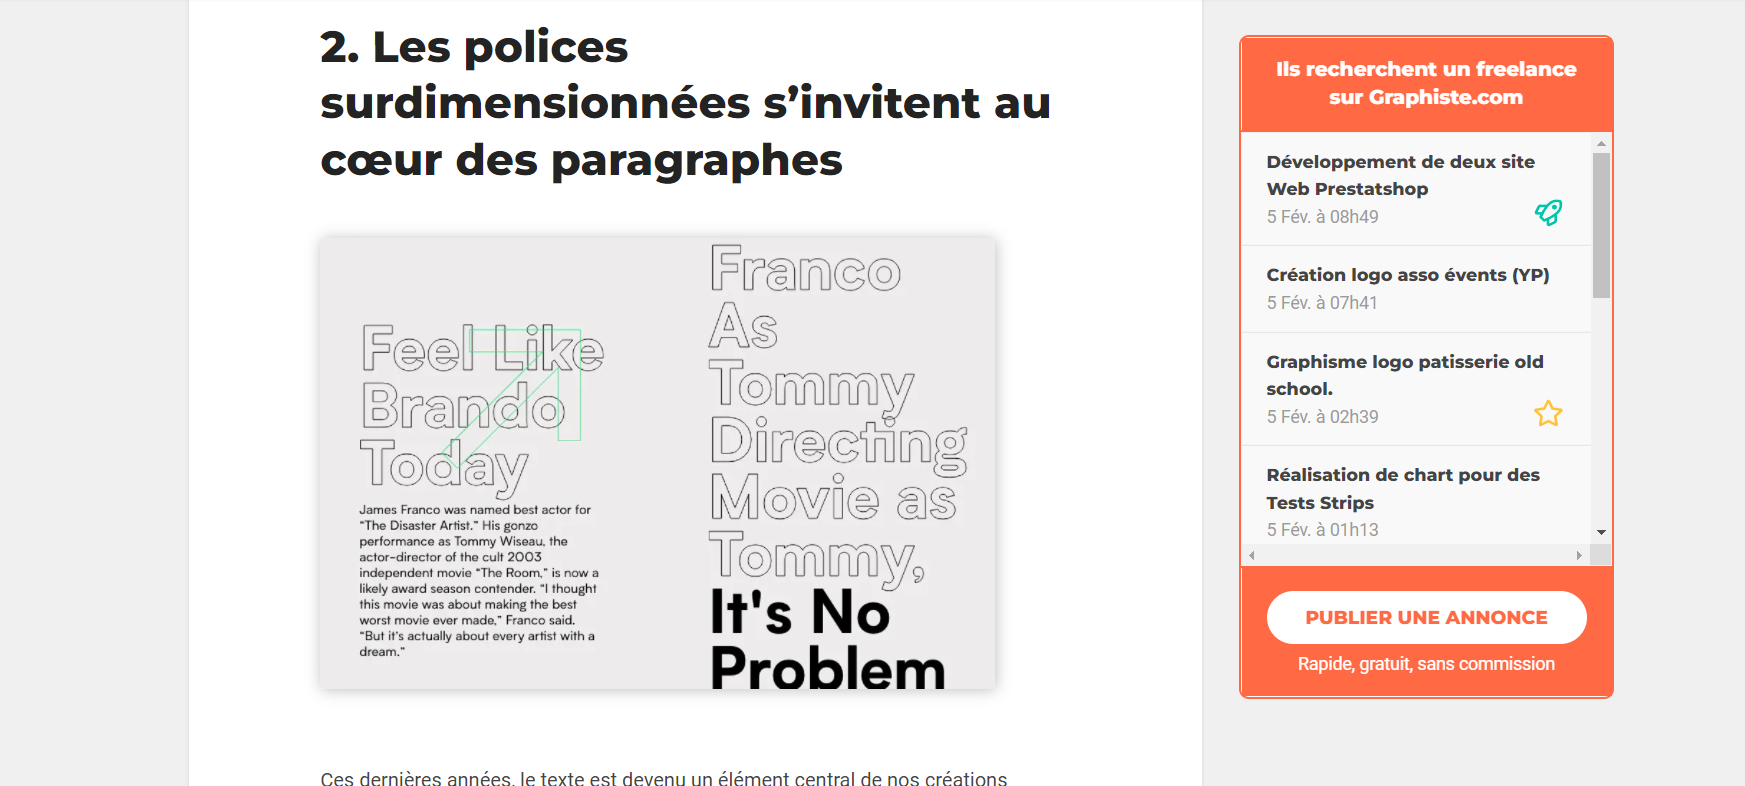 2. Les polices
surdimensionnées s’invitent au
cœur des paragraphes
Feel Like
Brando
Today
James Franco was named best actor for
“The Disaster Artist.” His gonzo
performance as Tommy Wiseau, the
actor-director of the cult 2003
independent movie “The Room,” is now a
likely award season contender. “I thought
this movie was about making the best
worst movie ever made,” Franco said.
“But it’s actually about every artist with a
dream.”
Franco
As
Tommy
Directing
Movie as
Tommy,
It's No
Problem
Ces dernières années, le texte est devenu un élément central de nos créations
Ils recherchent un freelance
sur Graphiste.com
Développement de deux site
Web Prestatshop
5 Fév. à 08h49
Création logo asso évents (YP)
5 Fév. à 07h41
Graphisme logo patisserie old
school.
5 Fév. à 02h39
Réalisation de chart pour des
Tests Strips
5 Fév. à 01h13
PUBLIER UNE ANNONCE
Rapide, gratuit, sans commission